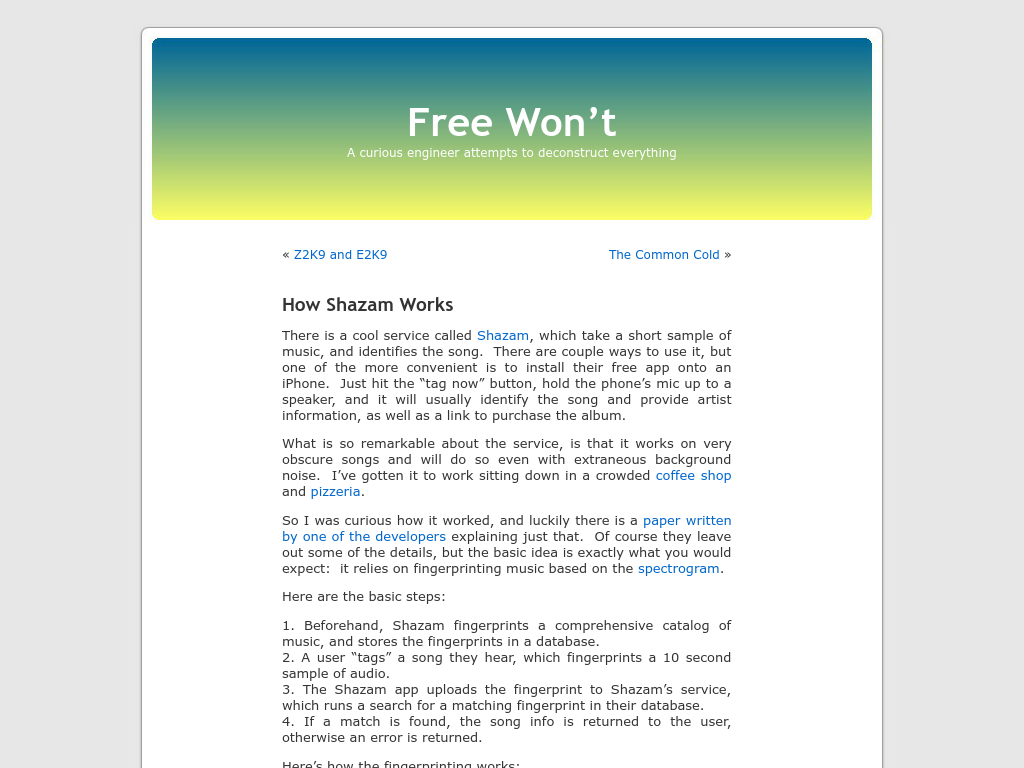 Free Won’t
A curious engineer attempts to deconstruct everything
« Z2K9 and E2K9
The Common Cold »
How Shazam Works
There is a cool service called Shazam, which take a short sample of
music, and identifies the song.  There are couple ways to use it, but
one of the more convenient is to install their free app onto an
iPhone.  Just hit the “tag now” button, hold the phone’s mic up to a
speaker, and it will usually identify the song and provide artist
information, as well as a link to purchase the album.
What is so remarkable about the service, is that it works on very
obscure songs and will do so even with extraneous background
noise.  I’ve gotten it to work sitting down in a crowded coffee shop
and pizzeria.
So I was curious how it worked, and luckily there is a paper written
by one of the developers explaining just that.  Of course they leave
out some of the details, but the basic idea is exactly what you would
expect:  it relies on fingerprinting music based on the spectrogram.
Here are the basic steps:
1. Beforehand, Shazam fingerprints a comprehensive catalog of
music, and stores the fingerprints in a database.
2. A user “tags” a song they hear, which fingerprints a 10 second
sample of audio.
3. The Shazam app uploads the fingerprint to Shazam’s service,
which runs a search for a matching fingerprint in their database.
4. If a match is found, the song info is returned to the user,
otherwise an error is returned.
Here’s how the fingerprinting works: